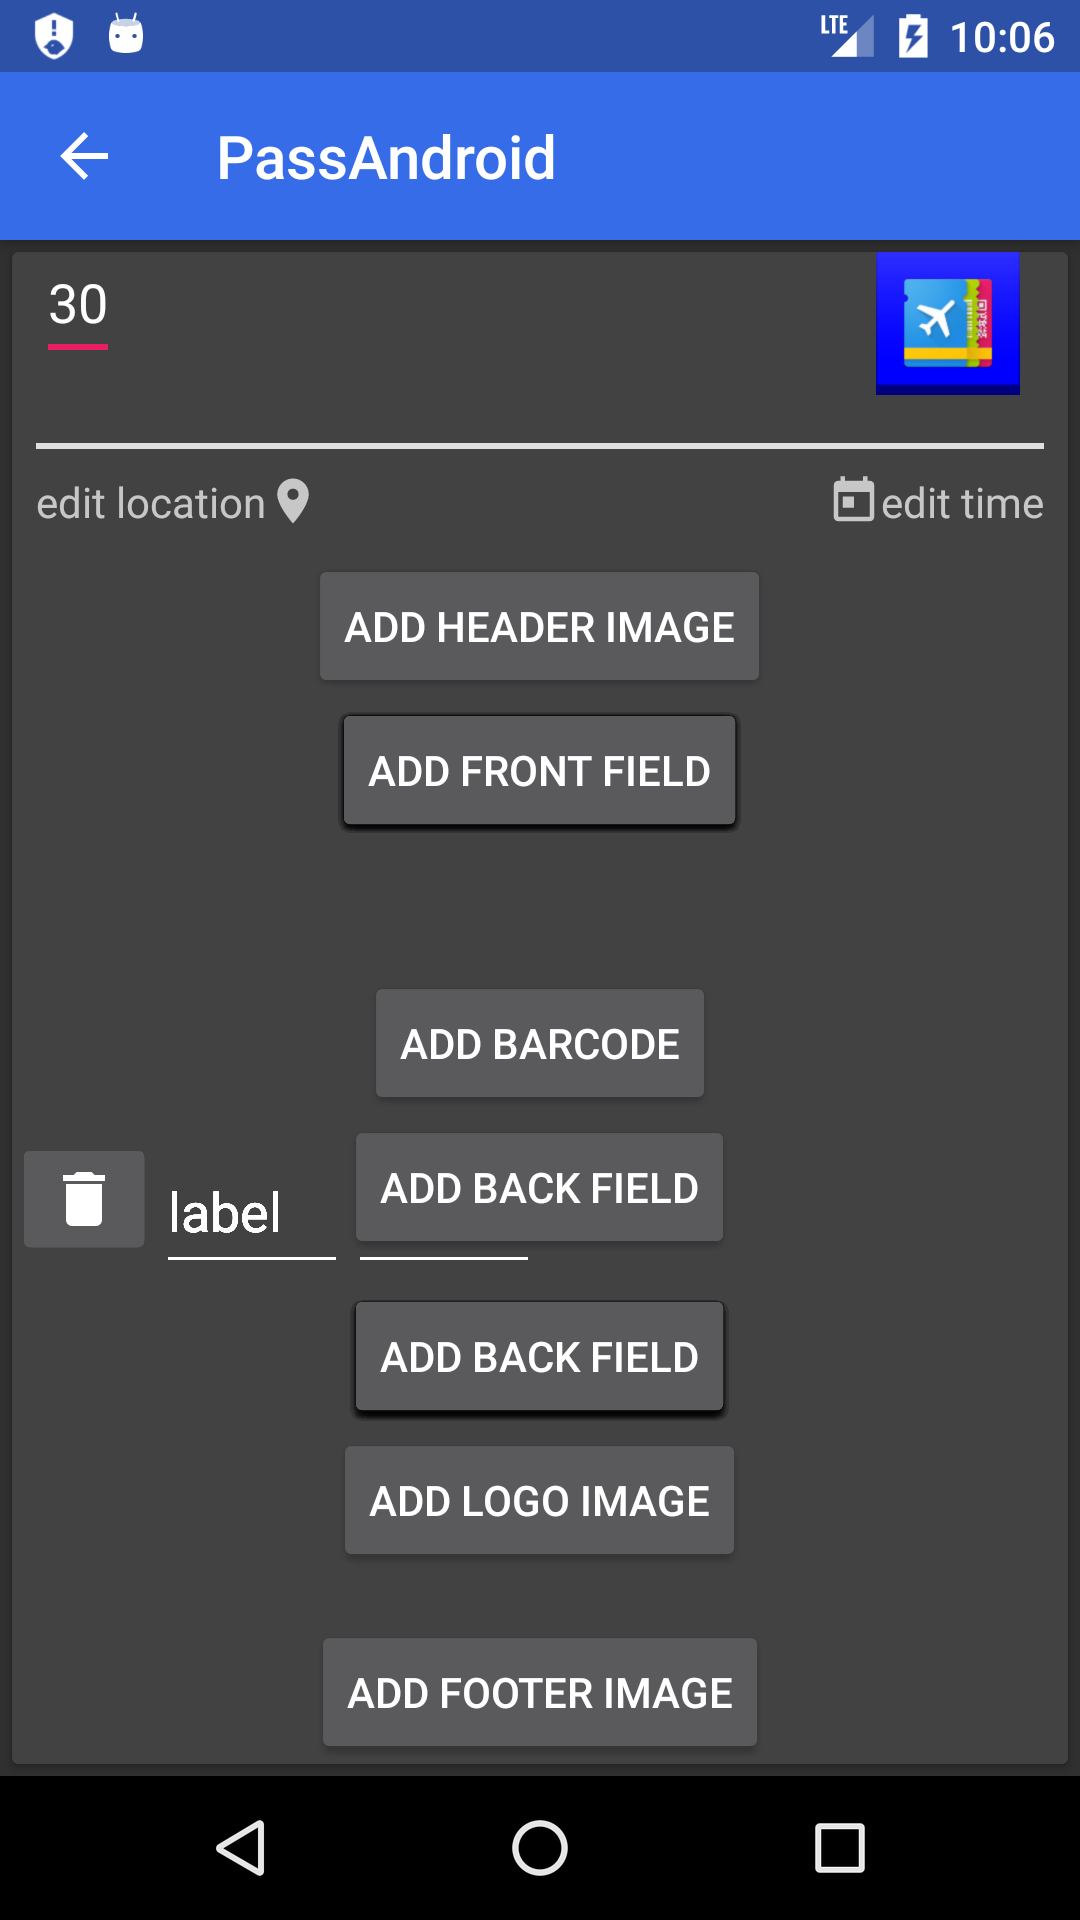 LTE 10:06
PassAndroid
30
edit location
edit time
ADD HEADER IMAGE
ADD FRONT FIELD
ADD BARCODE
ADD BACK FIELD
label
ADD BACK FIELD
ADD LOGO IMAGE
ADD FOOTER IMAGE